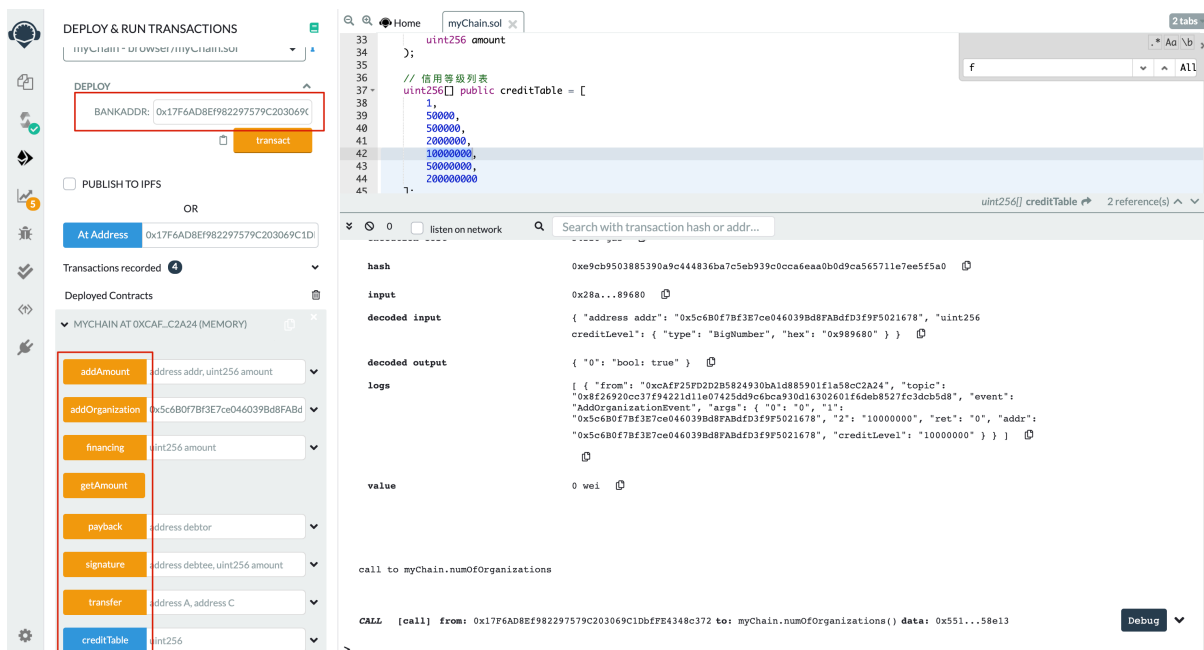 DEPLOY & RUN TRANSACTIONS
myChain - browser/myChain.sol
DEPLOY
BANKADDR: 0x17F6AD8Ef982297579C203069C
transact
PUBLISH TO IPFS
OR
At Address 0x17F6AD8Ef982297579C203069C1D
Transactions recorded 4
Deployed Contracts
MYCHAIN AT 0XCAF...C2A24 (MEMORY)
addAmount address addr, uint256 amount
addOrganization 0x5c6B0f7Bf3E7ce046039Bd8FABd
financing uint256 amount
getAmount
payback address debtor
signature address debtee, uint256 amount
transfer address A, address C
creditTable uint256
5
Home myChain.sol 2 tabs
33 uint256 amount
34 );
35
36 // 信用等级列表
37 uint256[] public creditTable = [
38 1,
39 50000,
40 500000,
41 2000000,
42 10000000,
43 50000000,
44 200000000
45 ];
.* Aa \b
f All
uint256[] creditTable 2 reference(s)
0 listen on network Search with transaction hash or addr...
hash 0xe9cb9503885390a9c444836ba7c5eb939c0cca6eaa0b0d9ca565711e7ee5f5a0
input 0x28a...89680
decoded input { "address addr": "0x5c6B0f7Bf3E7ce046039Bd8FABdfD3f9F5021678", "uint256
creditLevel": { "type": "BigNumber", "hex": "0x989680" } }
decoded output { "0": "bool: true" }
logs [ { "from": "0xcAfF25FD2D2B5824930bA1d885901f1a58cC2A24", "topic":
"0x8f26920cc37f94221d11e07425dd9c6bca930d16302601f6deb8527fc3dcb5d8", "event":
"AddOrganizationEvent", "args": { "0": "0", "1":
"0x5c6B0f7Bf3E7ce046039Bd8FABdfD3f9F5021678", "2": "10000000", "ret": "0", "addr":
"0x5c6B0f7Bf3E7ce046039Bd8FABdfD3f9F5021678", "creditLevel": "10000000" } } ]
value 0 wei
call to myChain.numOfOrganizations
CALL [call] from: 0x17F6AD8Ef982297579C203069C1DbfFE4348c372 to: myChain.numOfOrganizations() data: 0x551...58e13
Debug
>